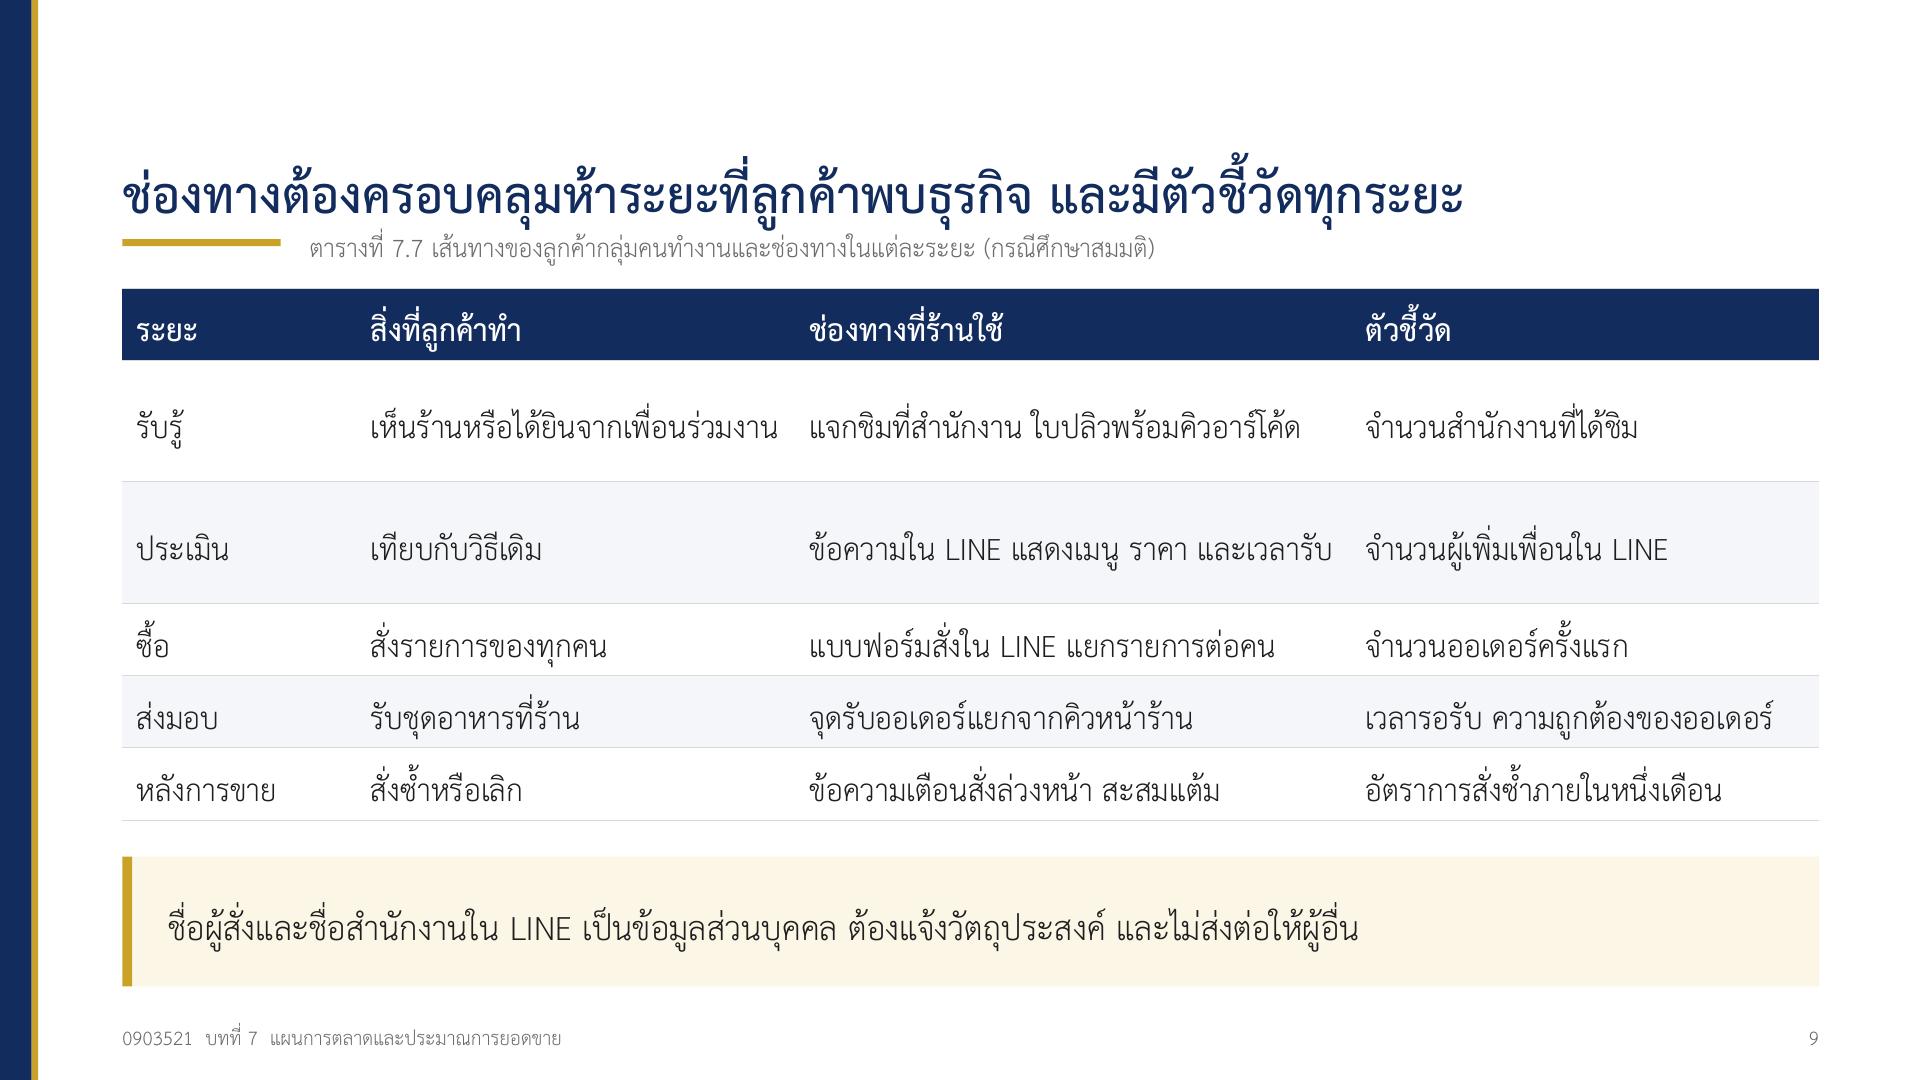 ช่องทางต้องครอบคลุมห้าระยะที่ลูกค้าพบธุรกิจ และมีตัวชี้วัดทุกระยะ
ตารางที่ 7.7 เส้นทางของลูกค้ากลุ่มคนทำงานและช่องทางในแต่ละระยะ (กรณีศึกษาสมมติ)
ระยะ สิ่งที่ลูกค้าทำ ช่องทางที่ร้านใช้ ตัวชี้วัด
รับรู้ เห็นร้านหรือได้ยินจากเพื่อนร่วมงาน แจกชิมที่สำนักงาน ใบปลิวพร้อมคิวอาร์โค้ด จำนวนสำนักงานที่ได้ชิม
ประเมิน เทียบกับวิธีเดิม ข้อความใน LINE แสดงเมนู ราคา และเวลารับ จำนวนผู้เพิ่มเพื่อนใน LINE
ซื้อ สั่งรายการของทุกคน แบบฟอร์มสั่งใน LINE แยกรายการต่อคน จำนวนออเดอร์ครั้งแรก
ส่งมอบ รับชุดอาหารที่ร้าน จุดรับออเดอร์แยกจากคิวหน้าร้าน เวลารอรับ ความถูกต้องของออเดอร์
หลังการขาย สั่งซ้ำหรือเลิก ข้อความเตือนสั่งล่วงหน้า สะสมแต้ม อัตราการสั่งซ้ำภายในหนึ่งเดือน
ชื่อผู้สั่งและชื่อสำนักงานใน LINE เป็นข้อมูลส่วนบุคคล ต้องแจ้งวัตถุประสงค์ และไม่ส่งต่อให้ผู้อื่น
0903521 บทที่ 7 แผนการตลาดและประมาณการยอดขาย 9